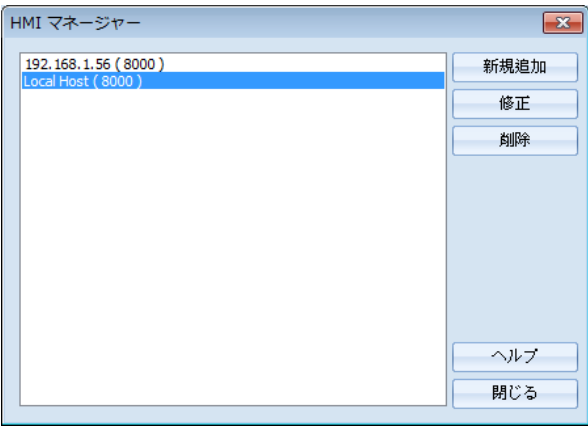 HMI マネージャー
192.168.1.56 ( 8000 )
Local Host ( 8000 )
新規追加
修正
削除
ヘルプ
閉じる